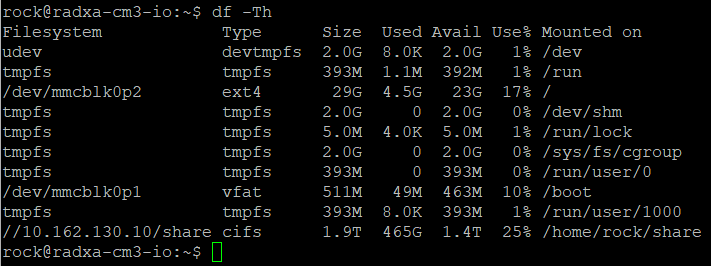 rock@radxa-cm3-io:~$ df -Th
Filesystem Type Size Used Avail Use% Mounted on
udev devtmpfs 2.0G 8.0K 2.0G 1% /dev
tmpfs tmpfs 393M 1.1M 392M 1% /run
/dev/mmcblk0p2 ext4 29G 4.5G 23G 17% /
tmpfs tmpfs 2.0G 0 2.0G 0% /dev/shm
tmpfs tmpfs 5.0M 4.0K 5.0M 1% /run/lock
tmpfs tmpfs 2.0G 0 2.0G 0% /sys/fs/cgroup
tmpfs tmpfs 393M 0 393M 0% /run/user/0
/dev/mmcblk0p1 vfat 511M 49M 463M 10% /boot
tmpfs tmpfs 393M 8.0K 393M 1% /run/user/1000
//10.162.130.10/share cifs 1.9T 465G 1.4T 25% /home/rock/share
rock@radxa-cm3-io:~$